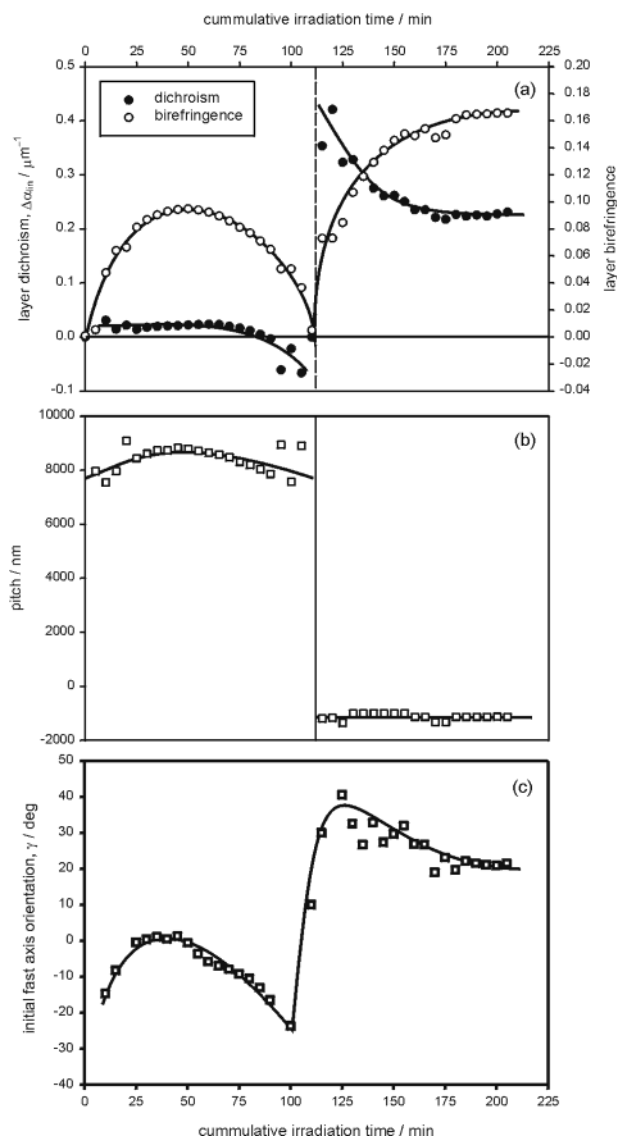 cummulative irradiation time / min
0 25 50 75 100 125 150 175 200 225
(a)
dichroism
birefringence
layer dichroism, Δα_lin / μm⁻¹
0.5
0.4
0.3
0.2
0.1
0.0
-0.1
layer birefringence
0.20
0.18
0.16
0.14
0.12
0.10
0.08
0.06
0.04
0.02
0.00
-0.02
-0.04
(b)
pitch / nm
10000
8000
6000
4000
2000
0
-2000
(c)
initial fast axis orientation, γ / deg
50
40
30
20
10
0
-10
-20
-30
-40
0 25 50 75 100 125 150 175 200 225
cummulative irradiation time / min